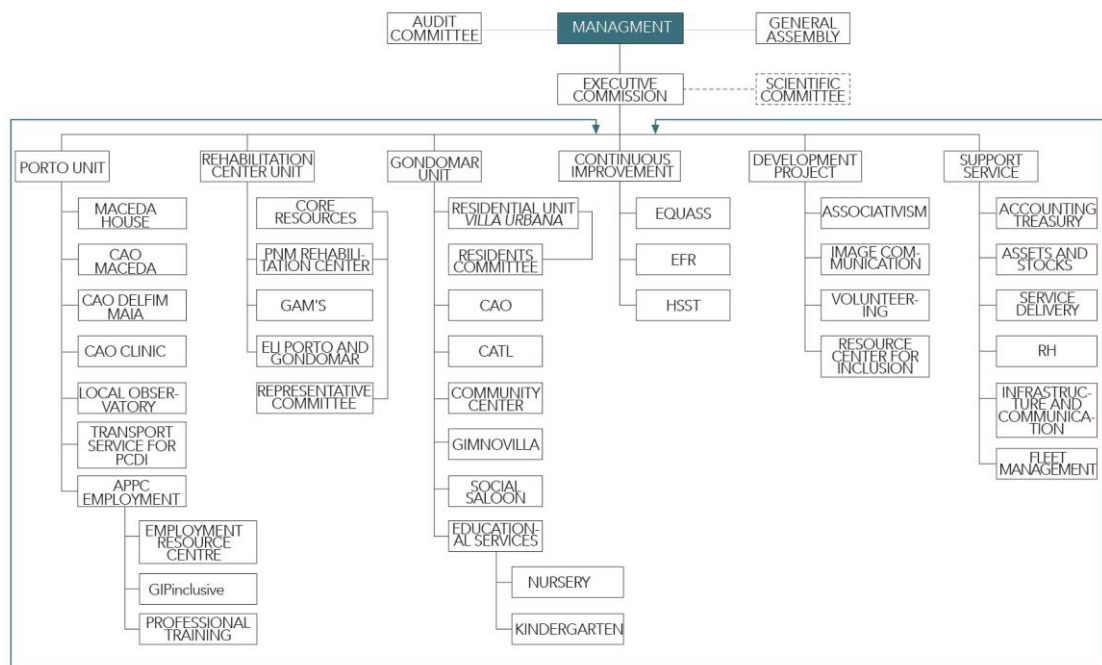 AUDIT
COMMITTEE
MANAGMENT
GENERAL
ASSEMBLY
EXECUTIVE
COMMISSION
SCIENTIFIC
COMMITTEE
PORTO UNIT
REHABILITATION
CENTER UNIT
GONDOMAR
UNIT
CONTINUOUS
IMPROVEMENT
DEVELOPMENT
PROJECT
SUPPORT
SERVICE
MACEDA
HOUSE
CAO
MACEDA
CAO DELFIM
MAIA
CAO CLINIC
LOCAL OBSER-
VATORY
TRANSPORT
SERVICE FOR
PCDI
APPC
EMPLOYMENT
EMPLOYMENT
RESOURCE
CENTRE
GIPinclusive
PROFESSIONAL
TRAINING
CORE
RESOURCES
PNM REHABILI-
TATION CENTER
GAM'S
ELI PORTO AND
GONDOMAR
REPRESENTATIVE
COMMITTEE
RESIDENTIAL UNIT
VILLA URBANA
RESIDENTS
COMMITTEE
CAO
CATL
COMMUNITY
CENTER
GIMNOVILLA
SOCIAL
SALOON
EDUCATION-
AL SERVICES
NURSERY
KINDERGARTEN
EQUASS
EFR
HSST
ASSOCIATIVISM
IMAGE COM-
MUNICATION
VOLUNTEER-
ING
RESOURCE
CENTER FOR
INCLUSION
ACCOUNTING
TREASURY
ASSETS AND
STOCKS
SERVICE
DELIVERY
RH
INFRASTRUC-
TURE AND
COMMUNICA-
TION
FLEET
MANAGEMENT